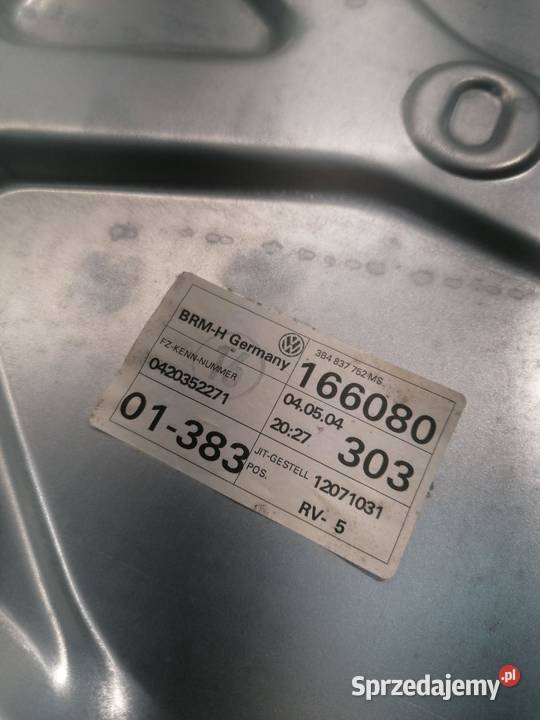 BRM-H Germany
3B4 837 752 MS
166080
FZ-KENN-NUMMER
0420352271
04.05.04
20:27
303
01-383
JIT-GESTELL
POS.
12071031
RV- 5
Sprzedajemy.pl